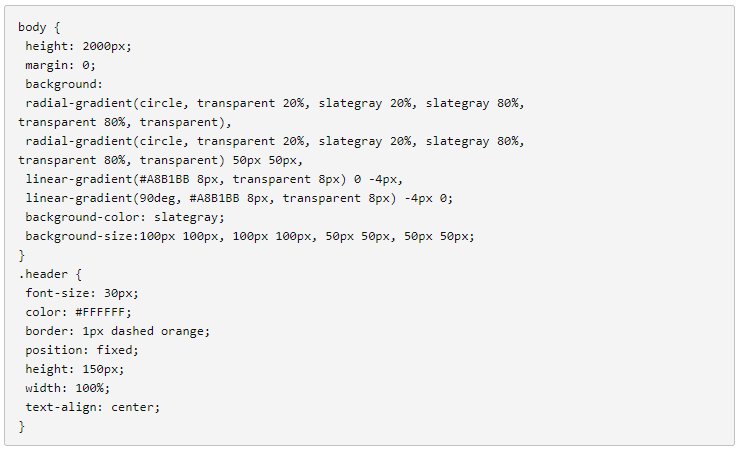 body {
 height: 2000px;
 margin: 0;
 background:
 radial-gradient(circle, transparent 20%, slategray 20%, slategray 80%,
transparent 80%, transparent),
 radial-gradient(circle, transparent 20%, slategray 20%, slategray 80%,
transparent 80%, transparent) 50px 50px,
 linear-gradient(#A8B1BB 8px, transparent 8px) 0 -4px,
 linear-gradient(90deg, #A8B1BB 8px, transparent 8px) -4px 0;
 background-color: slategray;
 background-size:100px 100px, 100px 100px, 50px 50px, 50px 50px;
}
.header {
 font-size: 30px;
 color: #FFFFFF;
 border: 1px dashed orange;
 position: fixed;
 height: 150px;
 width: 100%;
 text-align: center;
}